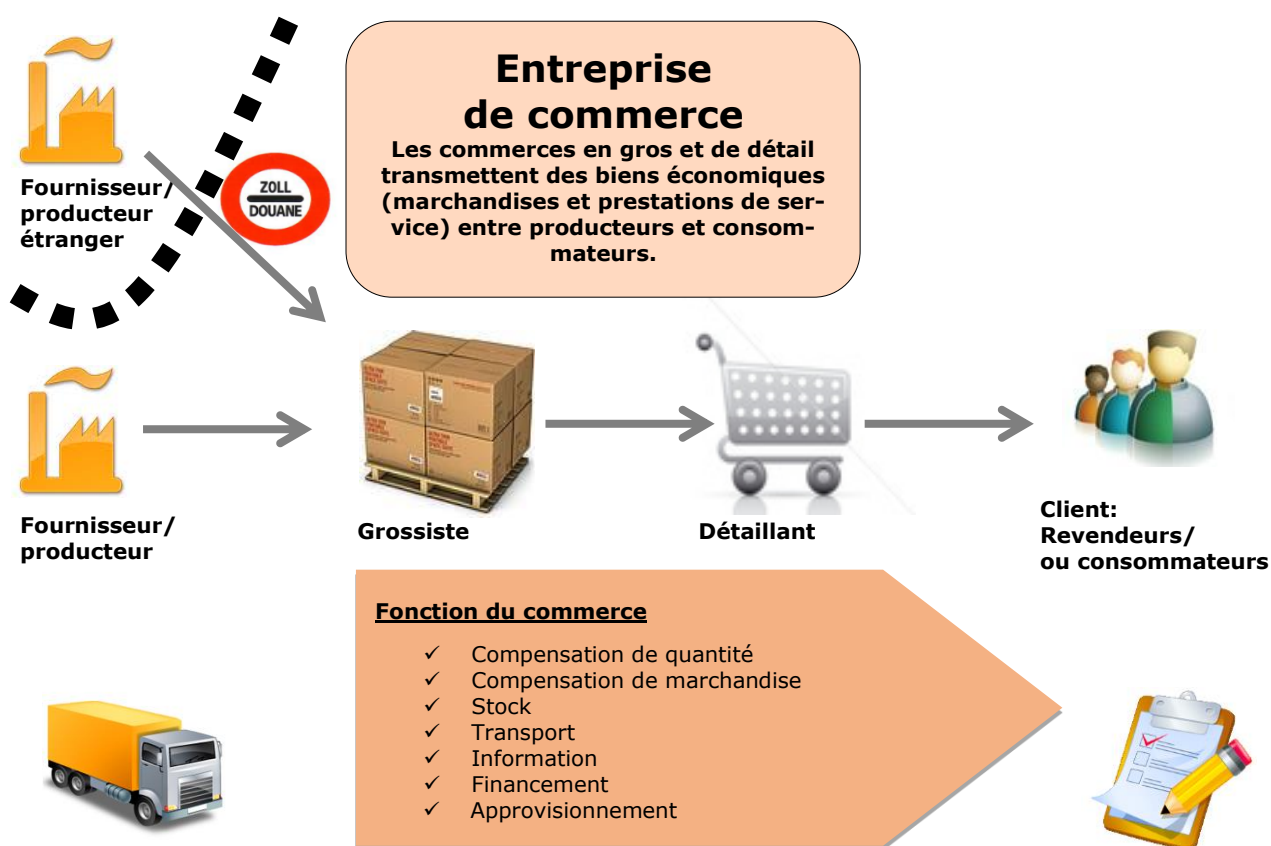 Entreprise
de commerce
Les commerces en gros et de détail
transmettent des biens économiques
(marchandises et prestations de ser-
vice) entre producteurs et consom-
mateurs.
Fournisseur/
producteur
étranger
ZOLL
DOUANE
Fournisseur/
producteur
Grossiste
Détaillant
Client:
Revendeurs/
ou consommateurs
Fonction du commerce
✓ Compensation de quantité
✓ Compensation de marchandise
✓ Stock
✓ Transport
✓ Information
✓ Financement
✓ Approvisionnement